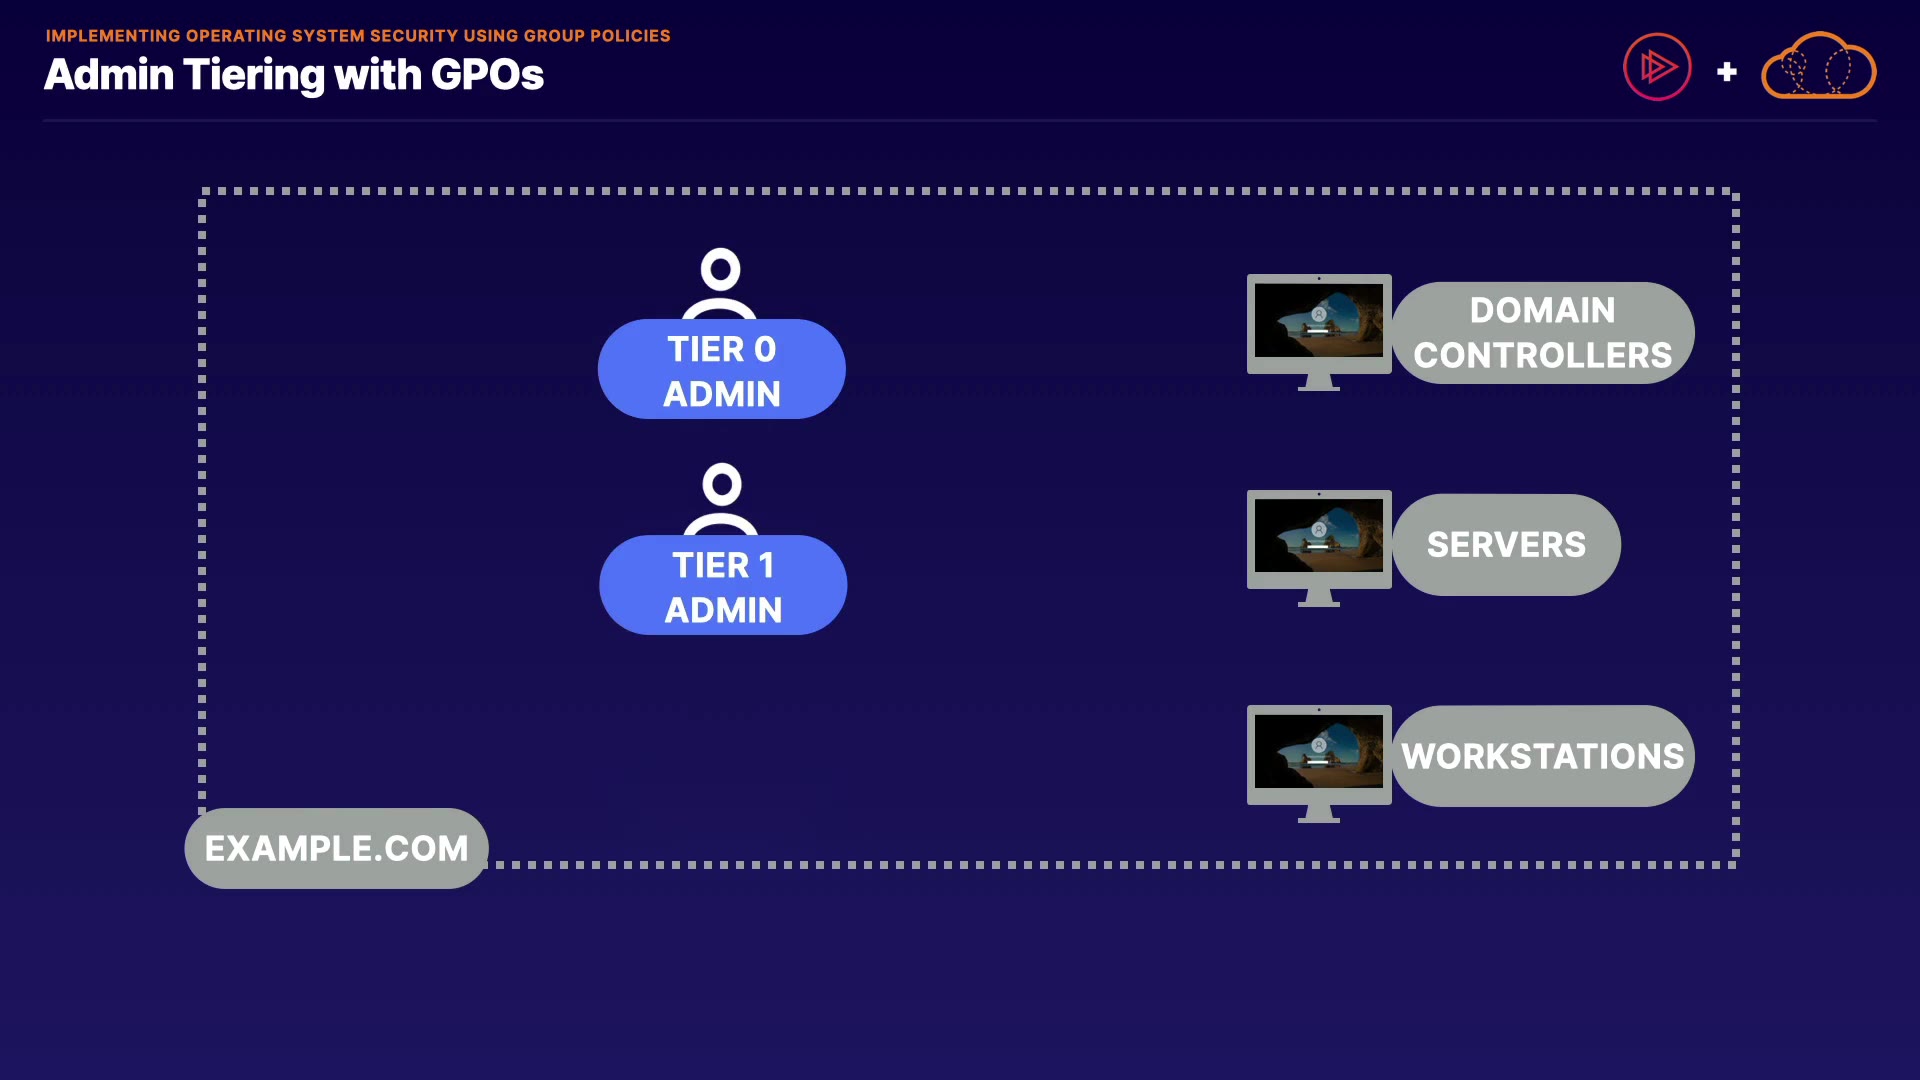 IMPLEMENTING OPERATING SYSTEM SECURITY USING GROUP POLICIES
Admin Tiering with GPOs
+
TIER 0
ADMIN
DOMAIN
CONTROLLERS
TIER 1
ADMIN
SERVERS
WORKSTATIONS
EXAMPLE.COM